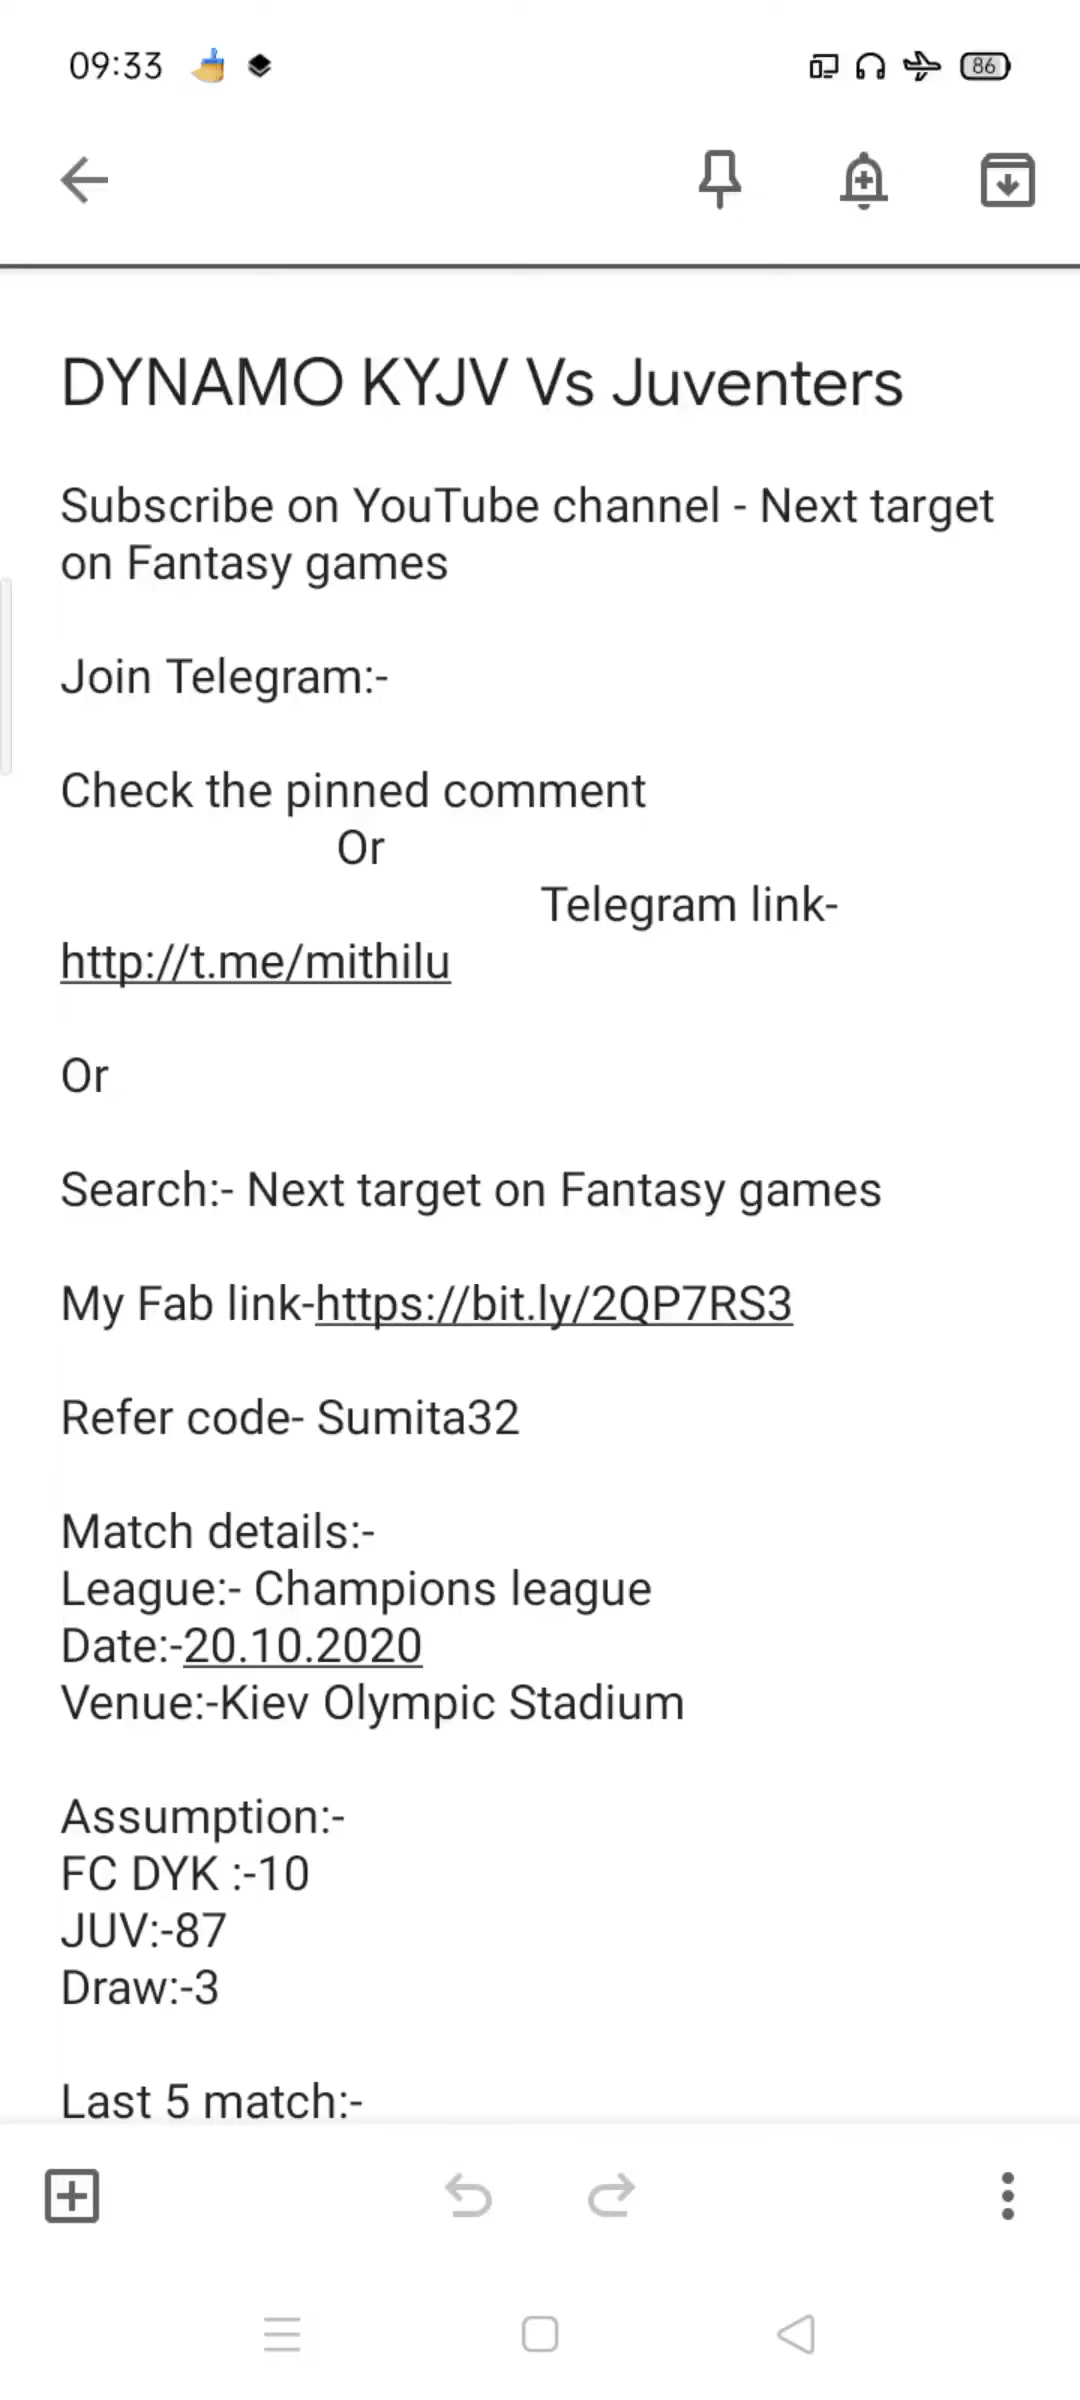 09:33
86
DYNAMO KYJV Vs Juventers
Subscribe on YouTube channel - Next target
on Fantasy games
Join Telegram:-
Check the pinned comment
Or
Telegram link-
http://t.me/mithilu
Or
Search:- Next target on Fantasy games
My Fab link-https://bit.ly/2QP7RS3
Refer code- Sumita32
Match details:-
League:- Champions league
Date:-20.10.2020
Venue:-Kiev Olympic Stadium
Assumption:-
FC DYK :-10
JUV:-87
Draw:-3
Last 5 match:-